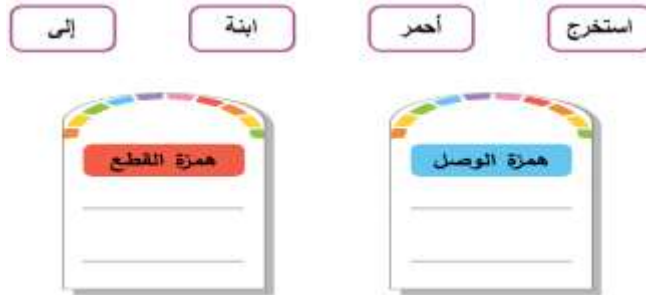 استخرج أحمر ابنة إلى
همزة الوصل همزة القطع